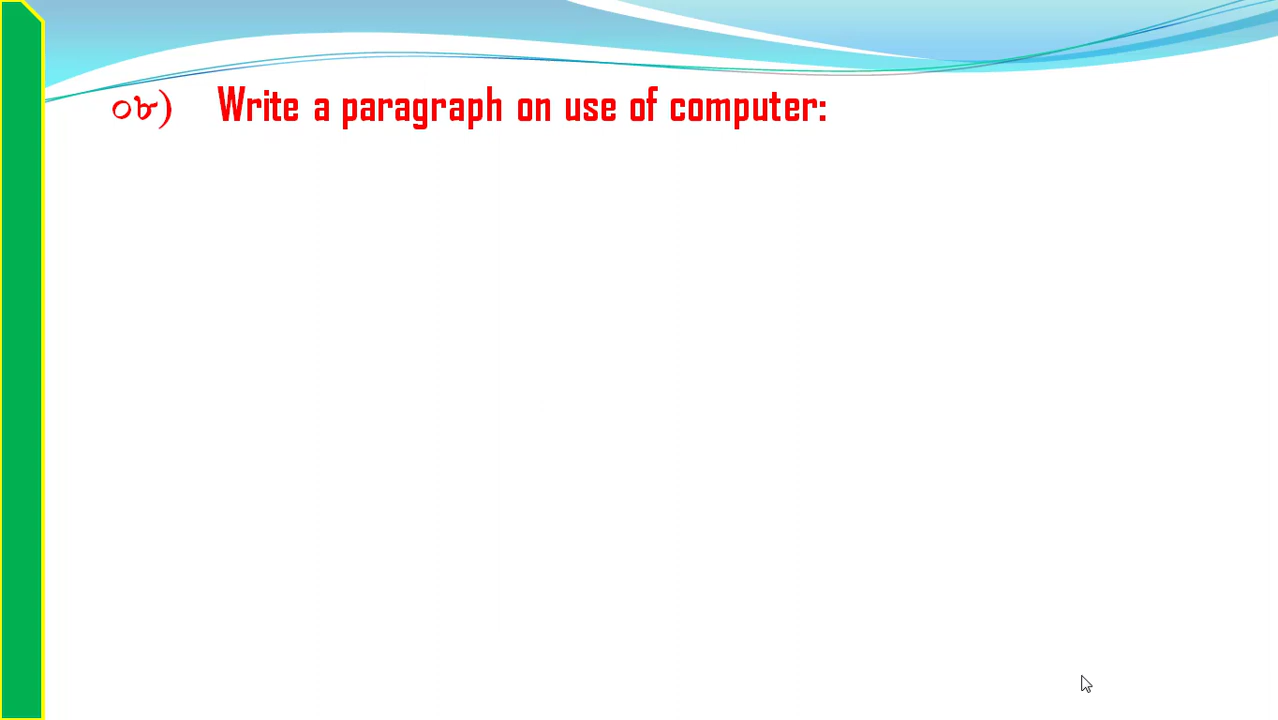 ০৮) Write a paragraph on use of computer: